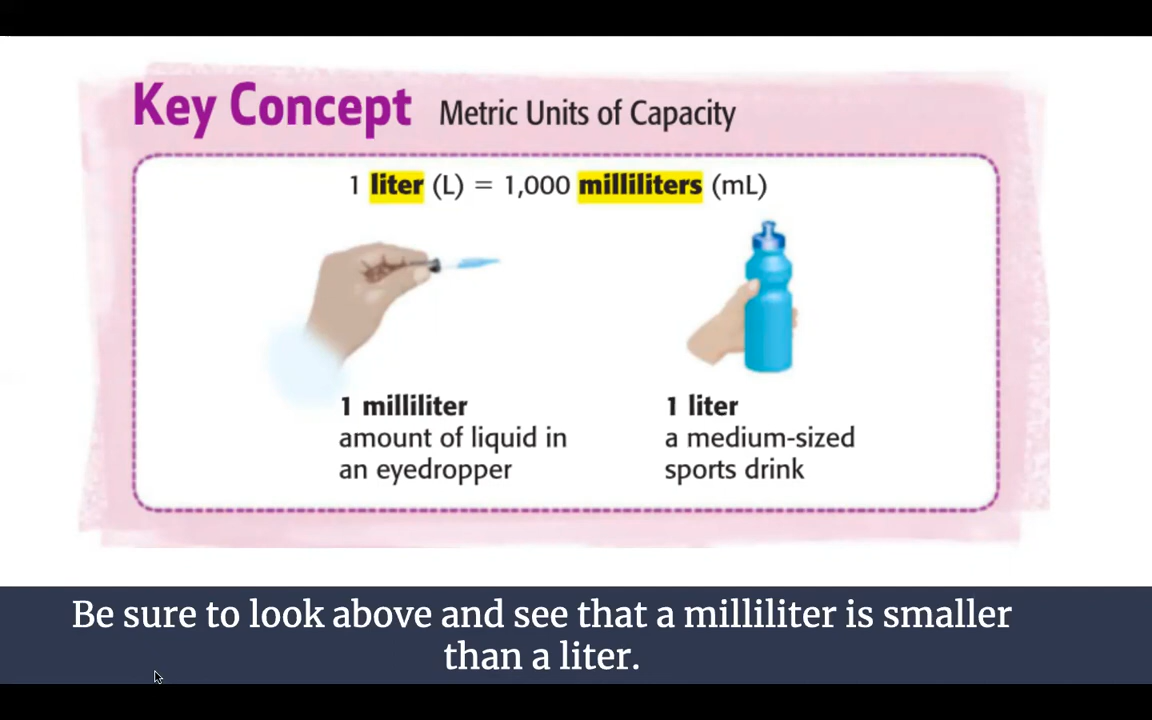 Key Concept Metric Units of Capacity
1 liter (L) = 1,000 milliliters (mL)
1 milliliter
amount of liquid in
an eyedropper
1 liter
a medium-sized
sports drink
Be sure to look above and see that a milliliter is smaller
than a liter.